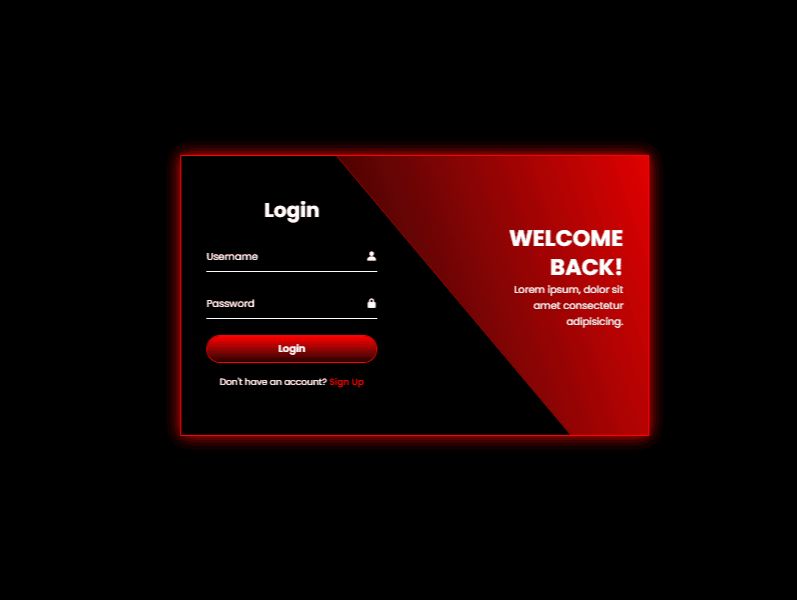 Login
Username
Password
Login
Don't have an account? Sign Up
WELCOME
BACK!
Lorem ipsum, dolor sit
amet consectetur
adipisicing.